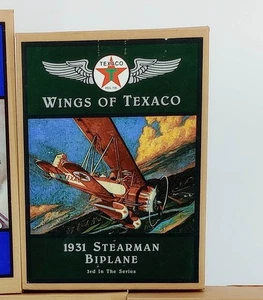 TEXACO
WINGS OF TEXACO
1931 STEARMAN
BIPLANE
3rd In The Series